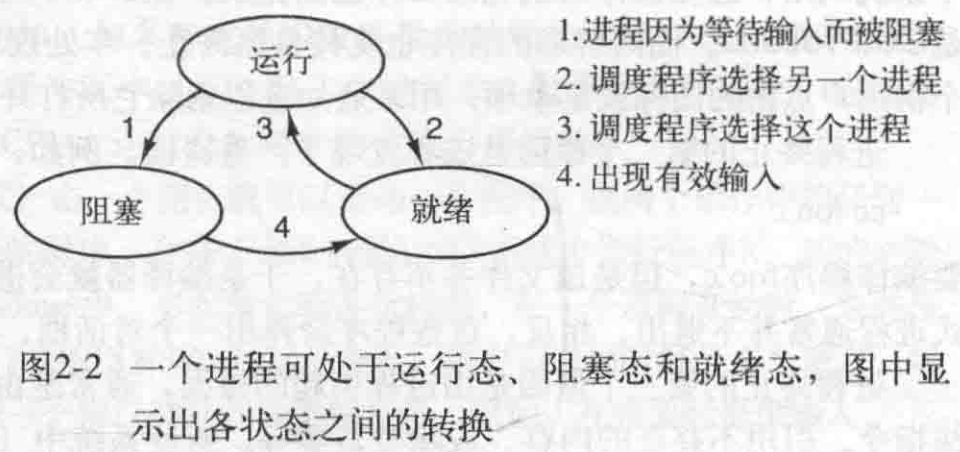 运行
1
3
2
阻塞
4
就绪
1.进程因为等待输入而被阻塞
2. 调度程序选择另一个进程
3. 调度程序选择这个进程
4. 出现有效输入
图2-2 一个进程可处于运行态、阻塞态和就绪态，图中显
示出各状态之间的转换